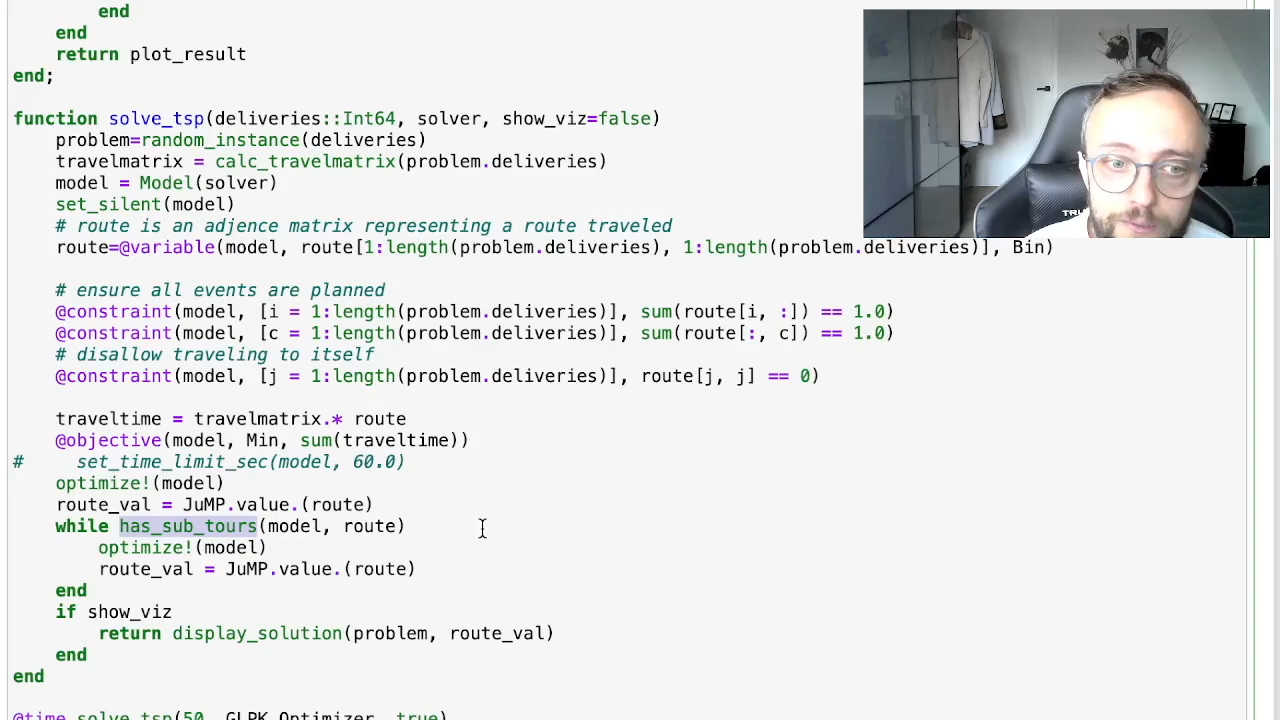 end
end
return plot_result
end;
function solve_tsp(deliveries::Int64, solver, show_viz=false)
problem=random_instance(deliveries)
travelmatrix = calc_travelmatrix(problem.deliveries)
model = Model(solver)
set_silent(model)
# route is an adjence matrix representing a route traveled
route=@variable(model, route[1:length(problem.deliveries), 1:length(problem.deliveries)], Bin)
# ensure all events are planned
@constraint(model, [i = 1:length(problem.deliveries)], sum(route[i, :]) == 1.0)
@constraint(model, [c = 1:length(problem.deliveries)], sum(route[:, c]) == 1.0)
# disallow traveling to itself
@constraint(model, [j = 1:length(problem.deliveries)], route[j, j] == 0)
traveltime = travelmatrix.* route
@objective(model, Min, sum(traveltime))
# set_time_limit_sec(model, 60.0)
optimize!(model)
route_val = JuMP.value.(route)
while has_sub_tours(model, route)
optimize!(model)
route_val = JuMP.value.(route)
end
if show_viz
return display_solution(problem, route_val)
end
end
@time solve_tsp(50, GLPK.Optimizer, true)